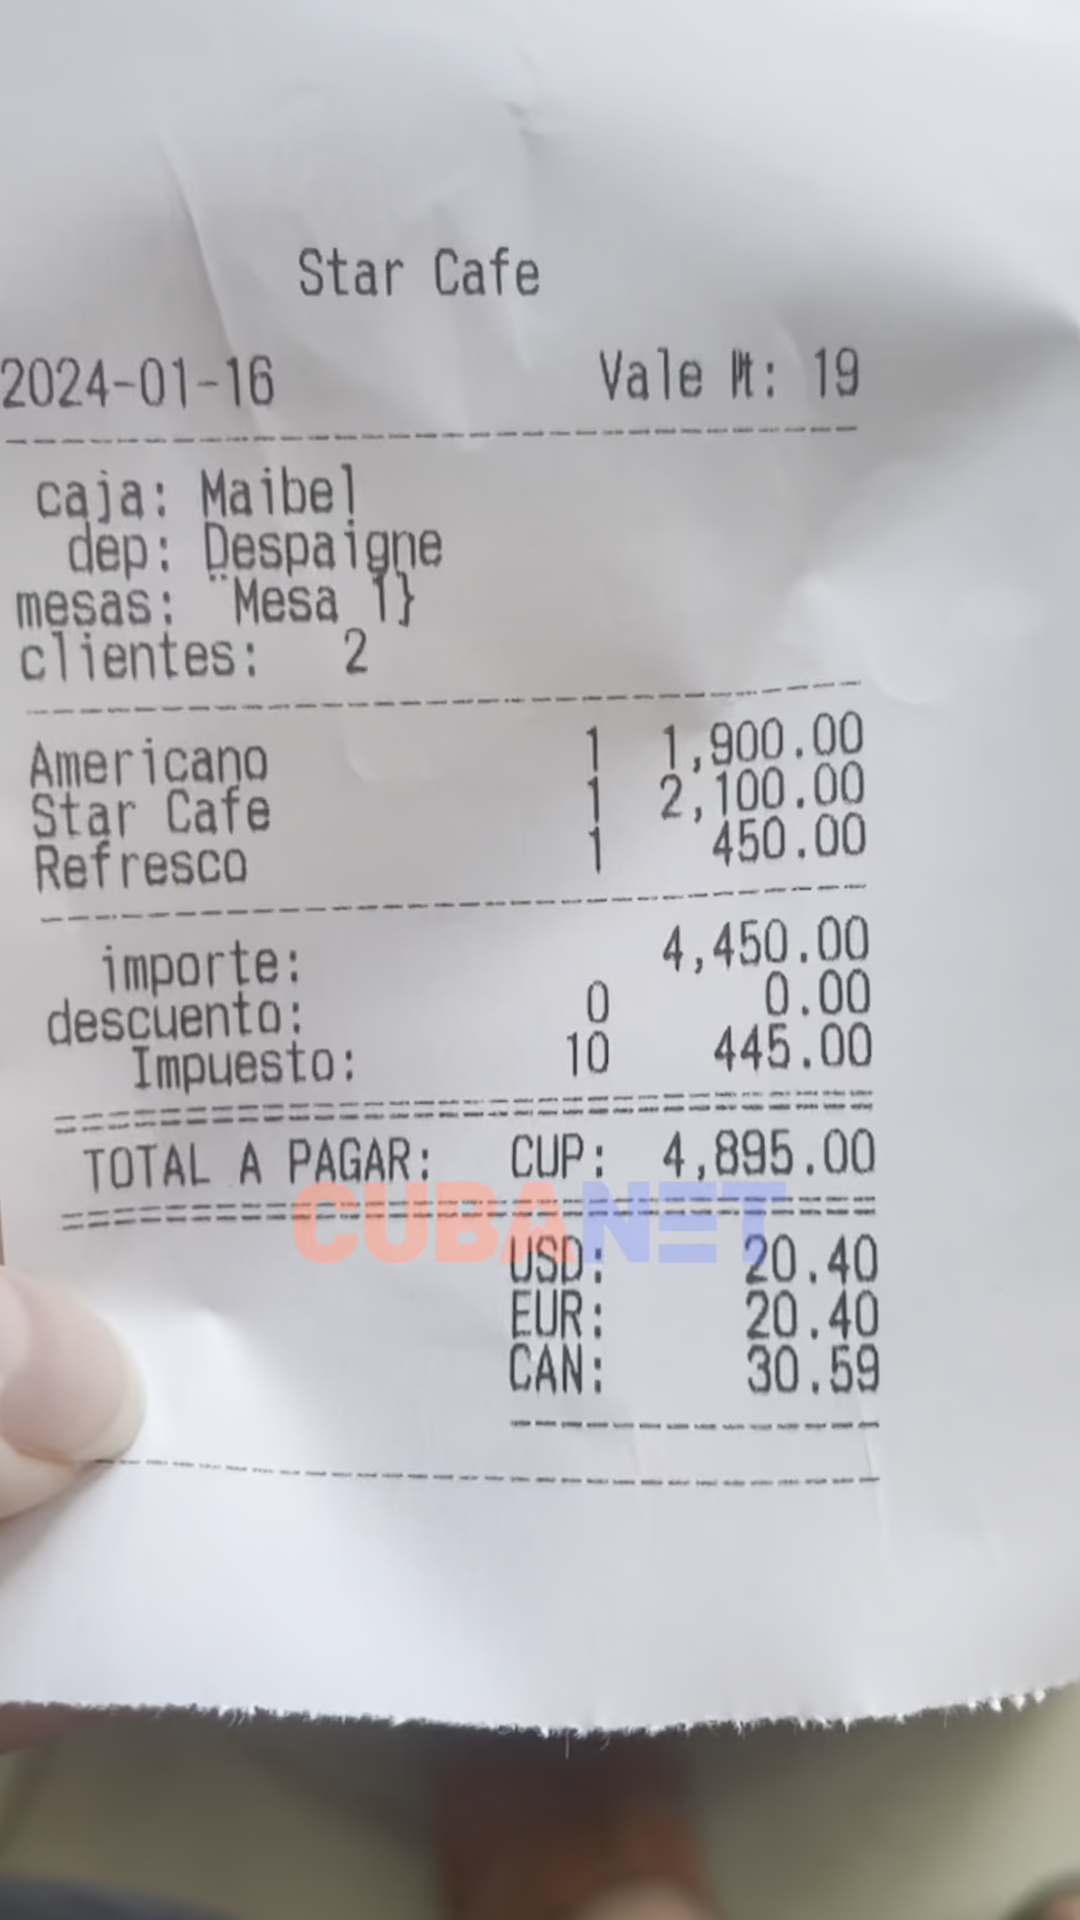 Star Cafe
2024-01-16 Vale №: 19
caja: Maibel
dep: Despaigne
mesas: ¨Mesa 1}
clientes: 2
Americano 1 1,900.00
Star Cafe 1 2,100.00
Refresco 1 450.00
importe: 4,450.00
descuento: 0 0.00
Impuesto: 10 445.00
TOTAL A PAGAR: CUP: 4,895.00
CUBANET
USD: 20.40
EUR: 20.40
CAN: 30.59